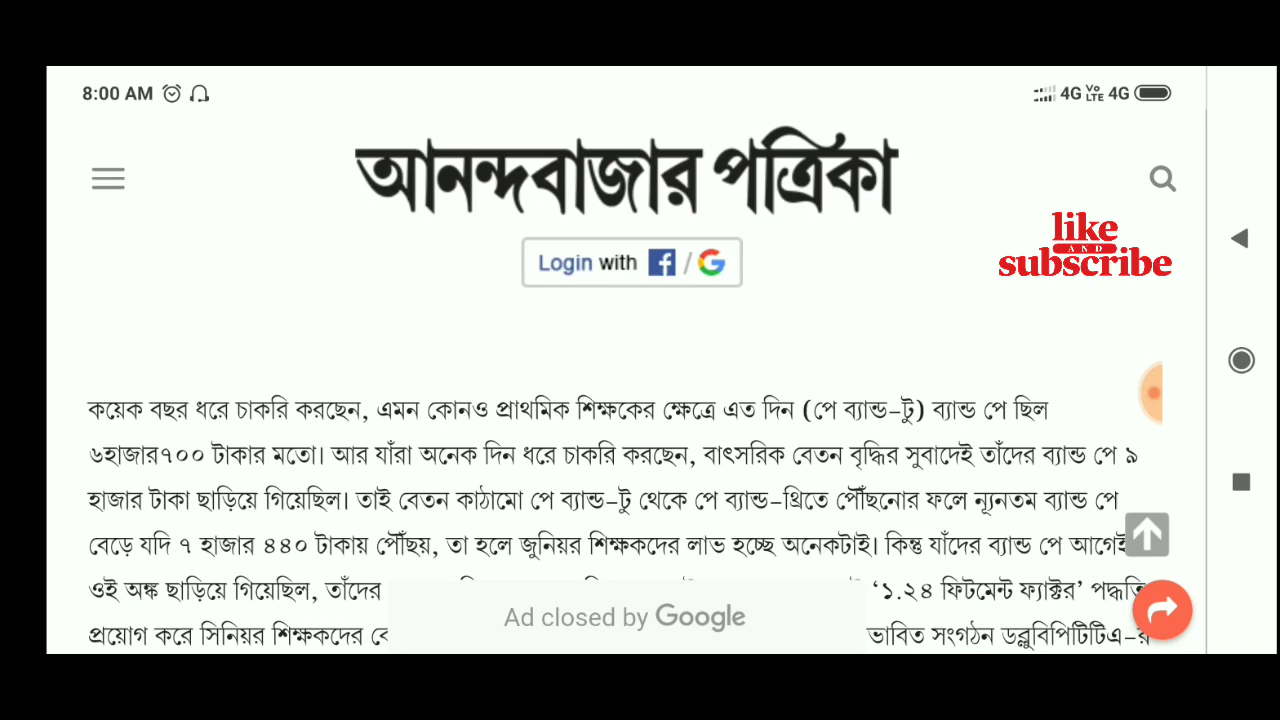 8:00 AM 4G Vo LTE 4G
আনন্দবাজার পত্রিকা
Login with f / G
like
AND
subscribe
কয়েক বছর ধরে চাকরি করছেন, এমন কোনও প্রাথমিক শিক্ষকের ক্ষেত্রে এত দিন (পে ব্যান্ড-টু) ব্যান্ড পে ছিল
৬হাজার৭০০ টাকার মতো। আর যাঁরা অনেক দিন ধরে চাকরি করছেন, বাৎসরিক বেতন বৃদ্ধির সুবাদেই তাঁদের ব্যান্ড পে ৯
হাজার টাকা ছাড়িয়ে গিয়েছিল। তাই বেতন কাঠামো পে ব্যান্ড-টু থেকে পে ব্যান্ড-থ্রিতে পৌঁছনোর ফলে ন্যূনতম ব্যান্ড পে
বেড়ে যদি ৭ হাজার ৪৪০ টাকায় পৌঁছয়, তা হলে জুনিয়র শিক্ষকদের লাভ হচ্ছে অনেকটাই। কিন্তু যাঁদের ব্যান্ড পে আগেই
ওই অঙ্ক ছাড়িয়ে গিয়েছিল, তাঁদের ‘১.২৪ ফিটমেন্ট ফ্যাক্টর’ পদ্ধতি
প্রয়োগ করে সিনিয়র শিক্ষকদের ভাবিত সংগঠন ডব্লুবিপিটিটিএ-র
Ad closed by Google